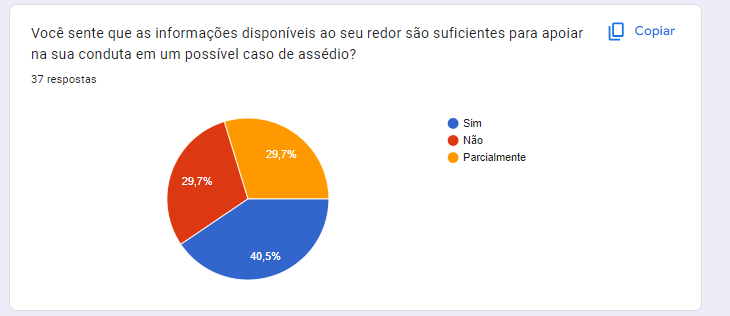 Você sente que as informações disponíveis ao seu redor são suficientes para apoiar
na sua conduta em um possível caso de assédio?
Copiar
37 respostas
Sim
Não
Parcialmente
29,7%
29,7%
40,5%